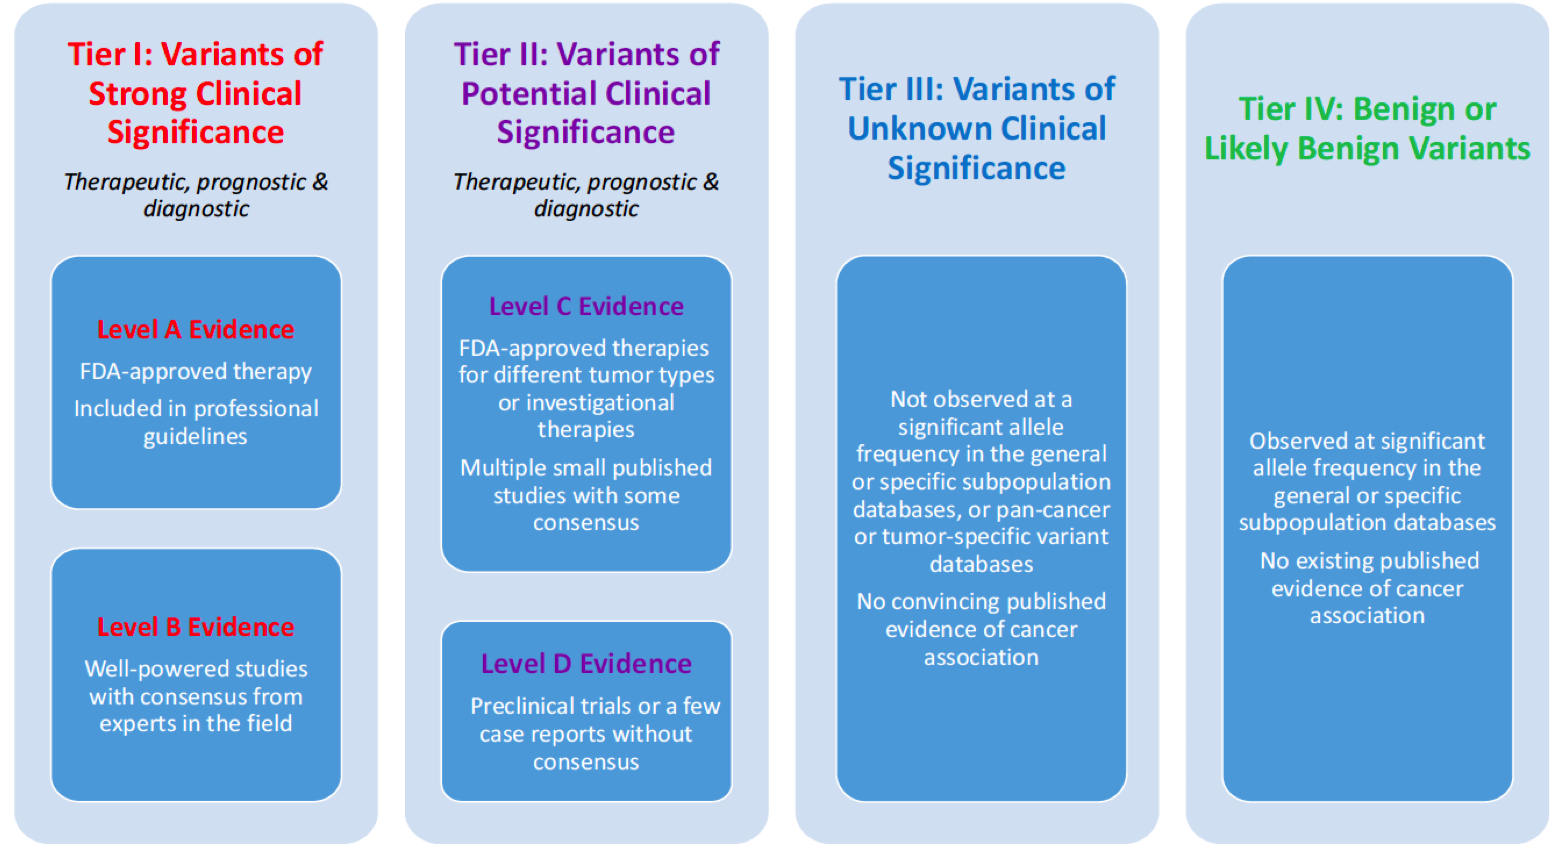 Tier I: Variants of
Strong Clinical
Significance
Therapeutic, prognostic &
diagnostic
Level A Evidence
FDA-approved therapy
Included in professional
guidelines
Level B Evidence
Well-powered studies
with consensus from
experts in the field
Tier II: Variants of
Potential Clinical
Significance
Therapeutic, prognostic &
diagnostic
Level C Evidence
FDA-approved therapies
for different tumor types
or investigational
therapies
Multiple small published
studies with some
consensus
Level D Evidence
Preclinical trials or a few
case reports without
consensus
Tier III: Variants of
Unknown Clinical
Significance
Not observed at a
significant allele
frequency in the general
or specific subpopulation
databases, or pan-cancer
or tumor-specific variant
databases
No convincing published
evidence of cancer
association
Tier IV: Benign or
Likely Benign Variants
Observed at significant
allele frequency in the
general or specific
subpopulation databases
No existing published
evidence of cancer
association